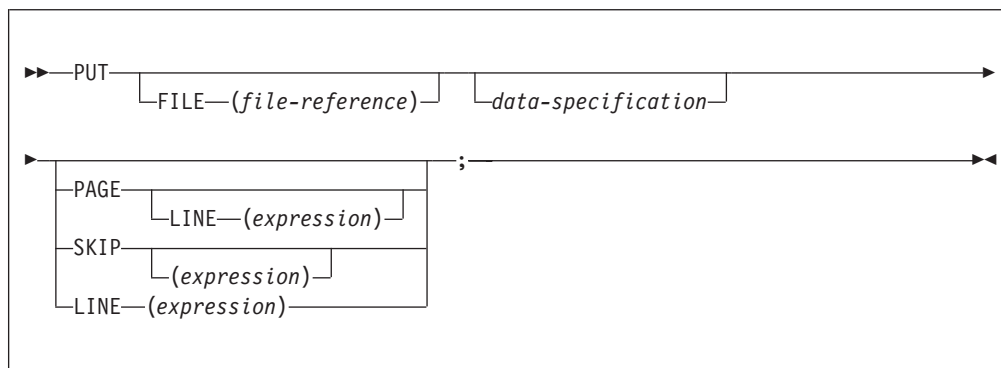 PUT
FILE (file-reference) data-specification
;
PAGE
LINE (expression)
SKIP
(expression)
LINE (expression)